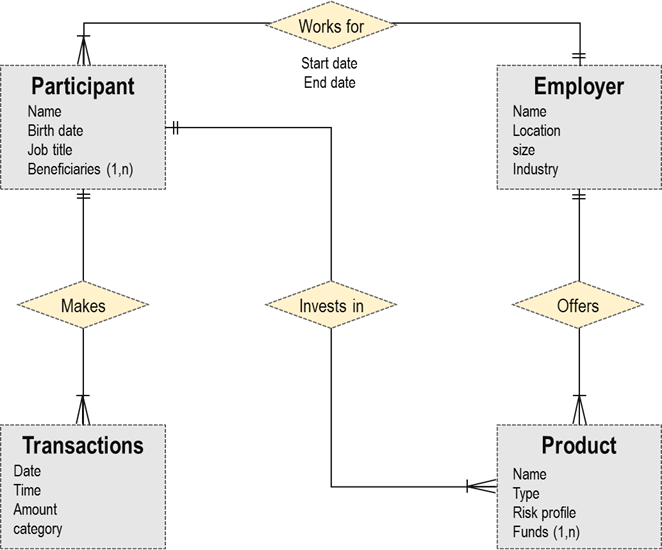 Works for
Start date
End date
Participant
Name
Birth date
Job title
Beneficiaries (1,n)
Employer
Name
Location
size
Industry
Makes
Invests in
Offers
Transactions
Date
Time
Amount
category
Product
Name
Type
Risk profile
Funds (1,n)